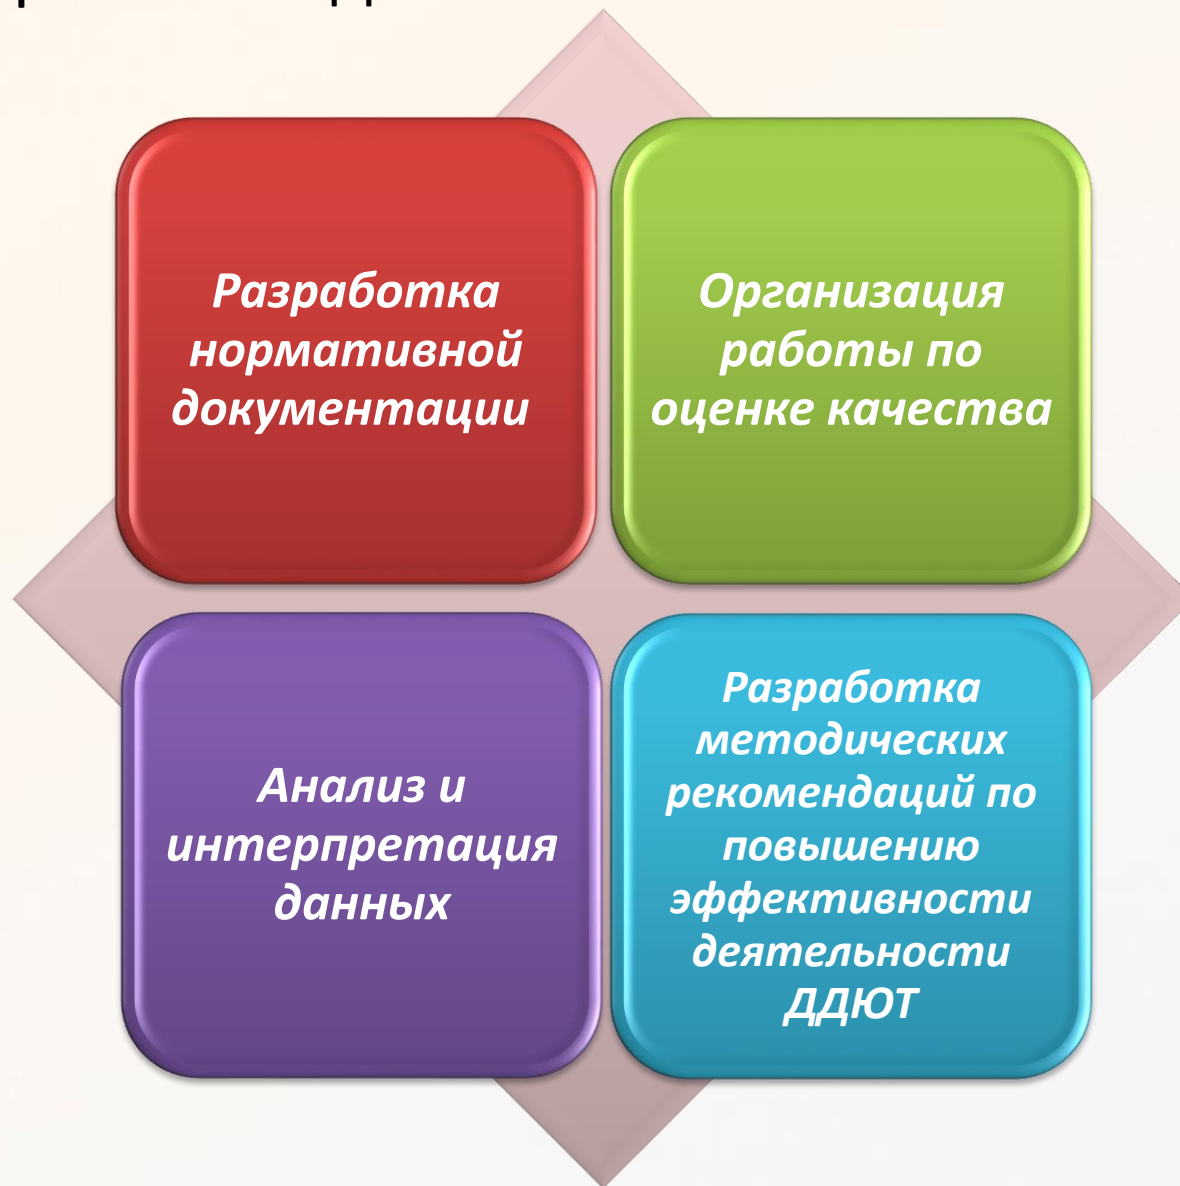 Разработка
нормативной
документации
Организация
работы по
оценке качества
Анализ и
интерпретация
данных
Разработка
методических
рекомендаций по
повышению
эффективности
деятельности
ДДЮТ